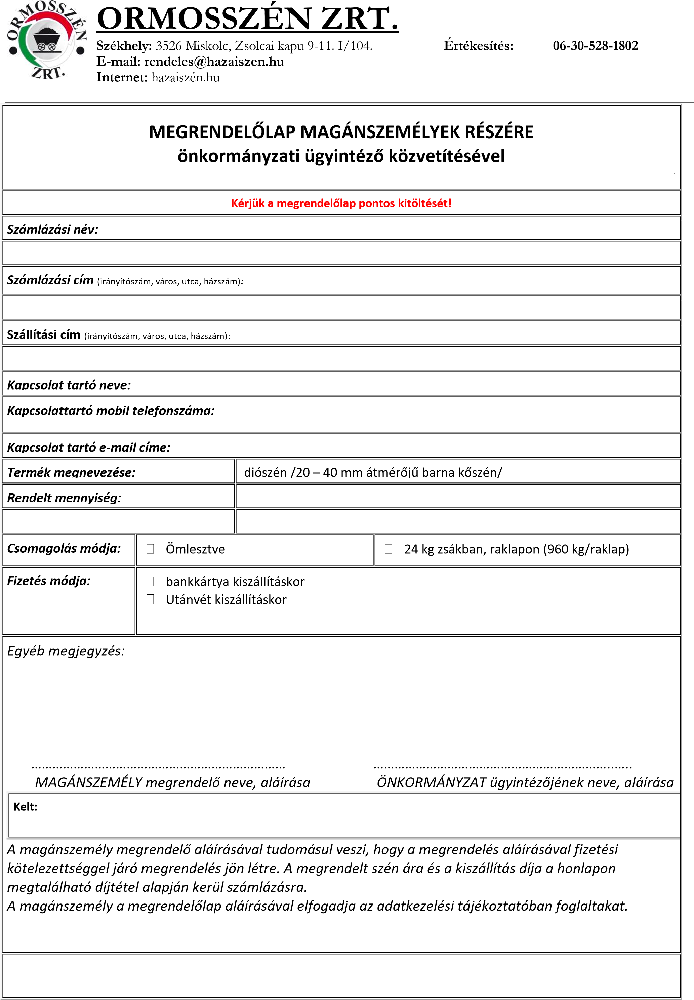 ORMOSSZÉN ZRT.
ORMOSSZÉN ZRT.
Székhely: 3526 Miskolc, Zsolcai kapu 9-11. I/104. Értékesítés: 06-30-528-1802
E-mail: rendeles@hazaiszen.hu
Internet: hazaiszén.hu
MEGRENDELŐLAP MAGÁNSZEMÉLYEK RÉSZÉRE
önkormányzati ügyintéző közvetítésével
.
Kérjük a megrendelőlap pontos kitöltését!
Számlázási név:
Számlázási cím (irányítószám, város, utca, házszám):
Szállítási cím (irányítószám, város, utca, házszám):
Kapcsolat tartó neve:
Kapcsolattartó mobil telefonszáma:
Kapcsolat tartó e-mail címe:
Termék megnevezése: diószén /20 – 40 mm átmérőjű barna kőszén/
Rendelt mennyiség:
Csomagolás módja: ☐ Ömlesztve ☐ 24 kg zsákban, raklapon (960 kg/raklap)
Fizetés módja: ☐ bankkártya kiszállításkor
☐ Utánvét kiszállításkor
Egyéb megjegyzés:
……………………………………………………………… ………………………………………………………………..
MAGÁNSZEMÉLY megrendelő neve, aláírása ÖNKORMÁNYZAT ügyintézőjének neve, aláírása
Kelt:
A magánszemély megrendelő aláírásával tudomásul veszi, hogy a megrendelés aláírásával fizetési
kötelezettséggel járó megrendelés jön létre. A megrendelt szén ára és a kiszállítás díja a honlapon
megtalálható díjtétel alapján kerül számlázásra.
A magánszemély a megrendelőlap aláírásával elfogadja az adatkezelési tájékoztatóban foglaltakat.